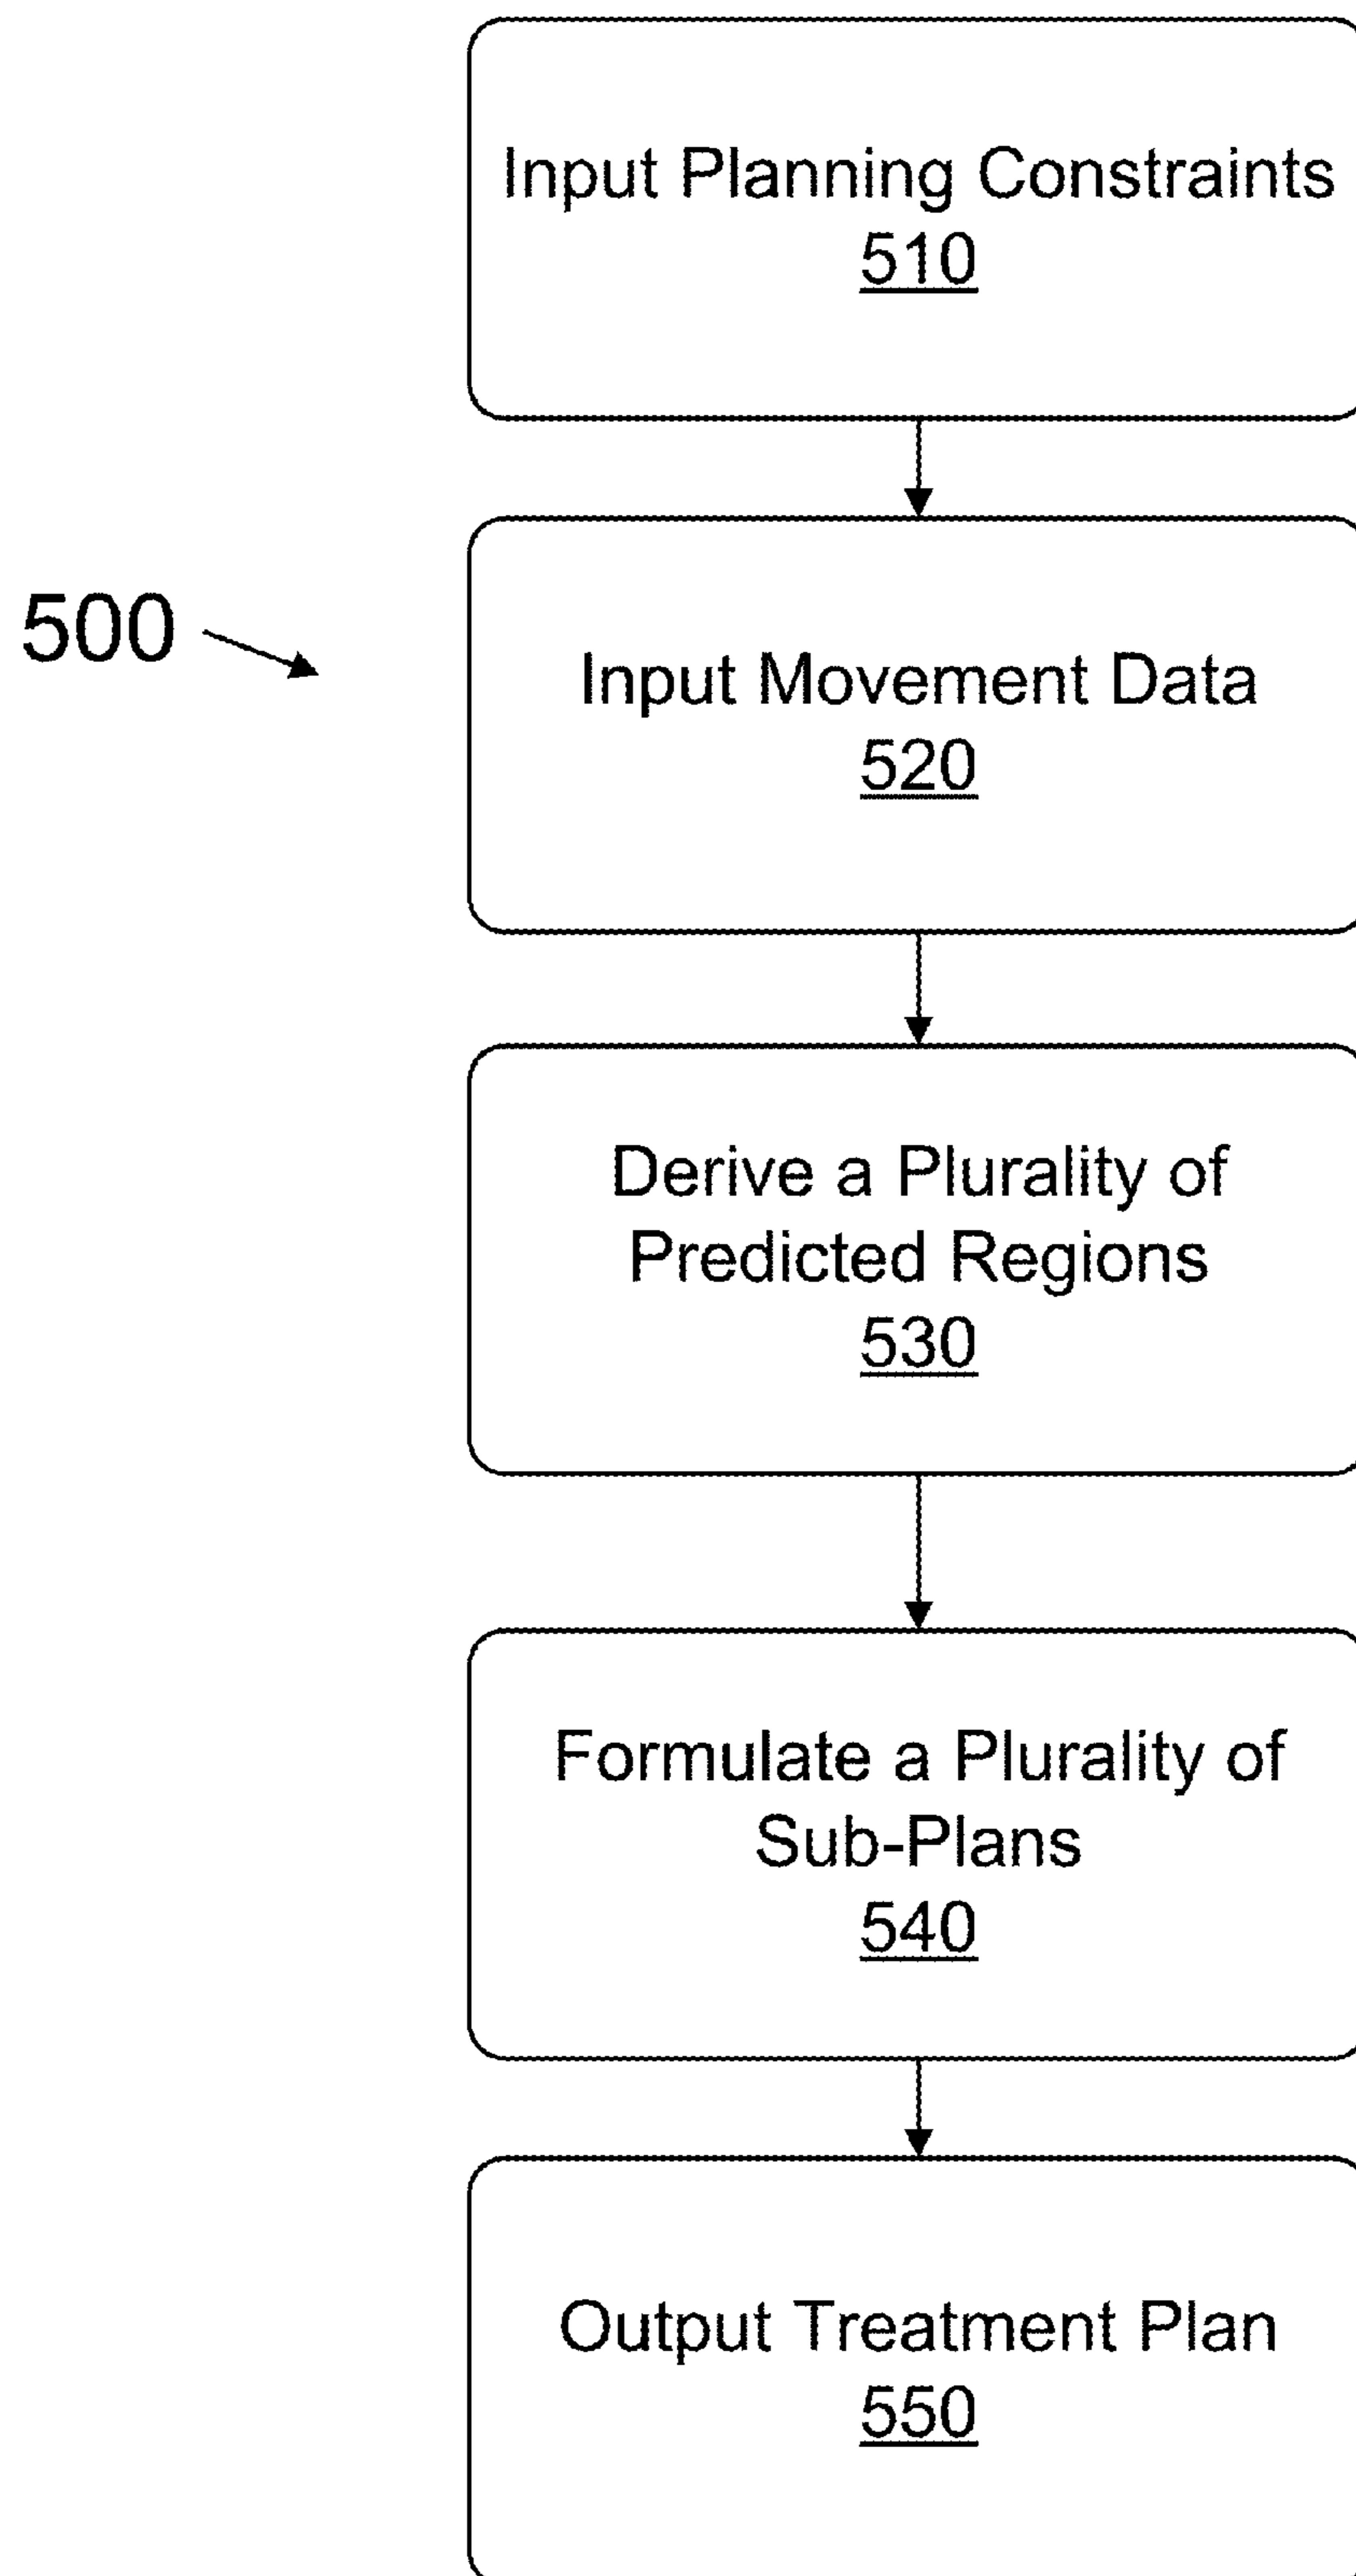 Input Planning Constraints
510
500
Input Movement Data
520
Derive a Plurality of
Predicted Regions
530
Formulate a Plurality of
Sub-Plans
540
Output Treatment Plan
550